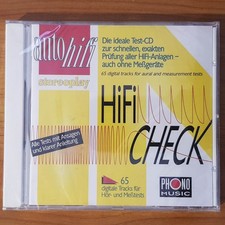 auto hifi
stereoplay
Die ideale Test-CD
zur schnellen, exakten
Prüfung aller HiFi-Anlagen –
auch ohne Meßgeräte
65 digital tracks for aural and measurement tests
HiFi
CHECK
Alle Tests mit Ansagen
und klarer Anleitung
65
digitale Tracks für
Hör- und Meßtests
PHONO
MUSIC